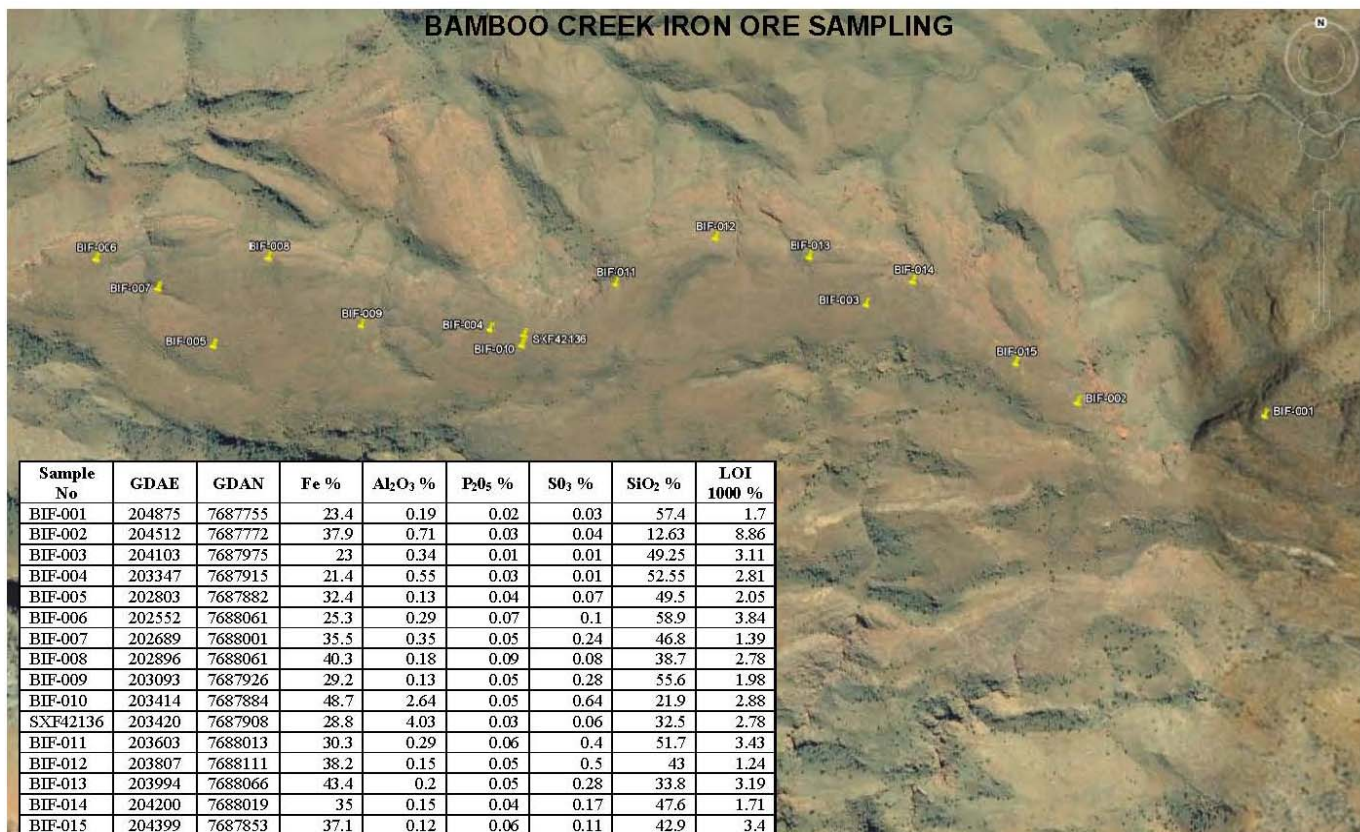 BAMBOO CREEK IRON ORE SAMPLING
N
BIF-012
BIF-006
BIF-008
BIF-013
BIF-011
BIF-014
BIF-007
BIF-003
BIF-009
BIF-004
SXF42136
BIF-005
BIF-010
BIF-015
BIF-002
BIF-001
Sample No GDAE GDAN Fe % Al₂O₃ % P₂0₅ % S0₃ % SiO₂ % LOI 1000 %
BIF-001 204875 7687755 23.4 0.19 0.02 0.03 57.4 1.7
BIF-002 204512 7687772 37.9 0.71 0.03 0.04 12.63 8.86
BIF-003 204103 7687975 23 0.34 0.01 0.01 49.25 3.11
BIF-004 203347 7687915 21.4 0.55 0.03 0.01 52.55 2.81
BIF-005 202803 7687882 32.4 0.13 0.04 0.07 49.5 2.05
BIF-006 202552 7688061 25.3 0.29 0.07 0.1 58.9 3.84
BIF-007 202689 7688001 35.5 0.35 0.05 0.24 46.8 1.39
BIF-008 202896 7688061 40.3 0.18 0.09 0.08 38.7 2.78
BIF-009 203093 7687926 29.2 0.13 0.05 0.28 55.6 1.98
BIF-010 203414 7687884 48.7 2.64 0.05 0.64 21.9 2.88
SXF42136 203420 7687908 28.8 4.03 0.03 0.06 32.5 2.78
BIF-011 203603 7688013 30.3 0.29 0.06 0.4 51.7 3.43
BIF-012 203807 7688111 38.2 0.15 0.05 0.5 43 1.24
BIF-013 203994 7688066 43.4 0.2 0.05 0.28 33.8 3.19
BIF-014 204200 7688019 35 0.15 0.04 0.17 47.6 1.71
BIF-015 204399 7687853 37.1 0.12 0.06 0.11 42.9 3.4